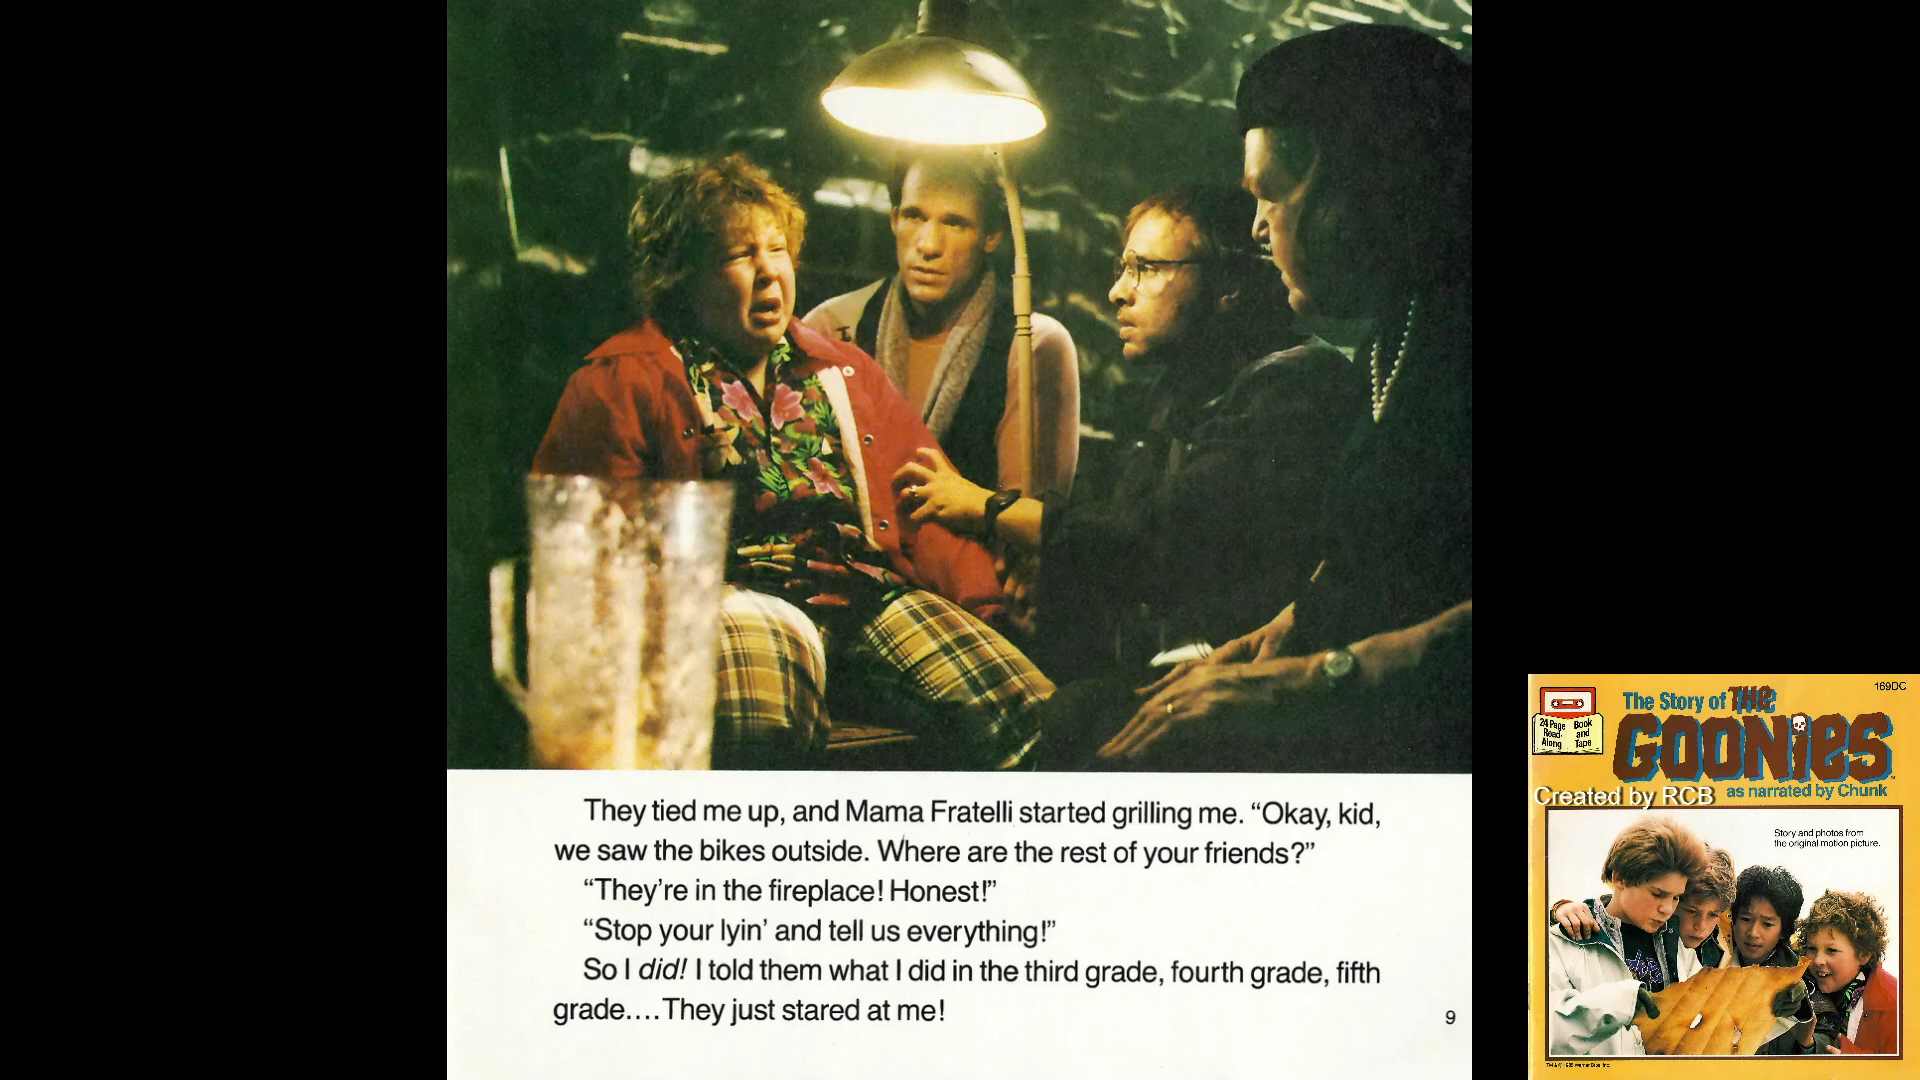 They tied me up, and Mama Fratelli started grilling me. “Okay, kid,
we saw the bikes outside. Where are the rest of your friends?”
“They’re in the fireplace! Honest!”
“Stop your lyin’ and tell us everything!”
So I did! I told them what I did in the third grade, fourth grade, fifth
grade....They just stared at me!
9
169DC
24 Page Read-Along Book and Tape
The Story of THE
GOONiES
as narrated by Chunk
Created by RCB
Story and photos from
the original motion picture.